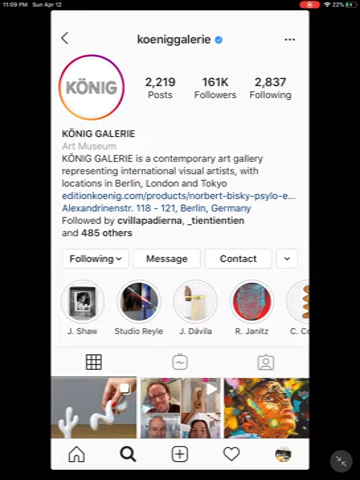 11:09 PM Sun Apr 12
22%
koeniggalerie
KÖNIG
2,219 161K 2,837
Posts Followers Following
KÖNIG GALERIE
Art Museum
KÖNIG GALERIE is a contemporary art gallery
representing international visual artists, with
locations in Berlin, London and Tokyo
editionkoenig.com/products/norbert-bisky-psylo-e...
Alexandrinenstr. 118 - 121, Berlin, Germany
Followed by cvillapadierna, _tientientien
and 485 others
Following Message Contact
J. Shaw Studio Reyle J. Dávila R. Janitz C. Co